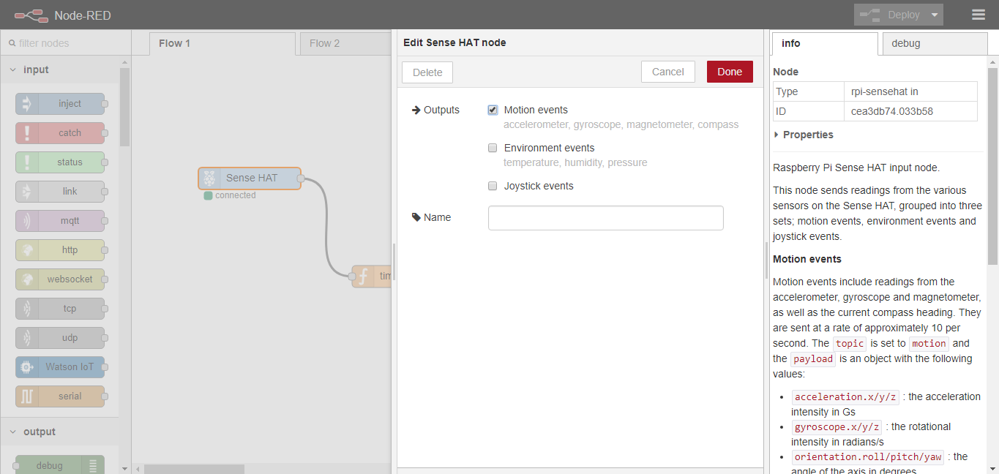 Node-RED
Deploy
filter nodes
input
inject
catch
status
link
mqtt
http
websocket
tcp
udp
Watson IoT
serial
output
debug
Flow 1
Flow 2
Sense HAT
connected
tim
Edit Sense HAT node
Delete
Cancel
Done
Outputs
Motion events
accelerometer, gyroscope, magnetometer, compass
Environment events
temperature, humidity, pressure
Joystick events
Name
info
debug
Node
Type rpi-sensehat in
ID cea3db74.033b58
Properties
Raspberry Pi Sense HAT input node.
This node sends readings from the various
sensors on the Sense HAT, grouped into three
sets; motion events, environment events and
joystick events.
Motion events
Motion events include readings from the
accelerometer, gyroscope and magnetometer,
as well as the current compass heading. They
are sent at a rate of approximately 10 per
second. The topic is set to motion and
the payload is an object with the following
values:
acceleration.x/y/z : the acceleration
intensity in Gs
gyroscope.x/y/z : the rotational
intensity in radians/s
orientation.roll/pitch/yaw : the
angle of the axis in degrees